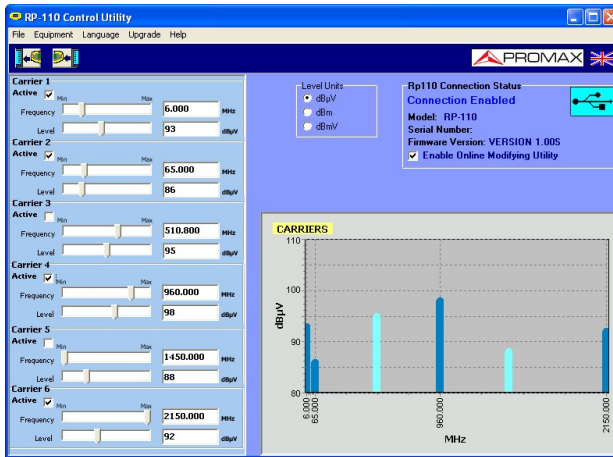 RP-110 Control Utility
File Equipment Language Upgrade Help
PROMAX
Carrier 1
Active Min Max
Frequency 6.000 MHz
Level 93 dBµV
Carrier 2
Active Min Max
Frequency 65.000 MHz
Level 86 dBµV
Carrier 3
Active Min Max
Frequency 510.800 MHz
Level 95 dBµV
Carrier 4
Active Min Max
Frequency 960.000 MHz
Level 98 dBµV
Carrier 5
Active Min Max
Frequency 1450.000 MHz
Level 88 dBµV
Carrier 6
Active Min Max
Frequency 2150.000 MHz
Level 92 dBµV
Level Units
dBµV
dBm
dBmV
Rp110 Connection Status
Connection Enabled
Model: RP-110
Serial Number:
Firmware Version: VERSION 1.00S
Enable Online Modifying Utility
CARRIERS
110
100
90
80
dBµV
6.000
65.000
960.000
2150.000
MHz